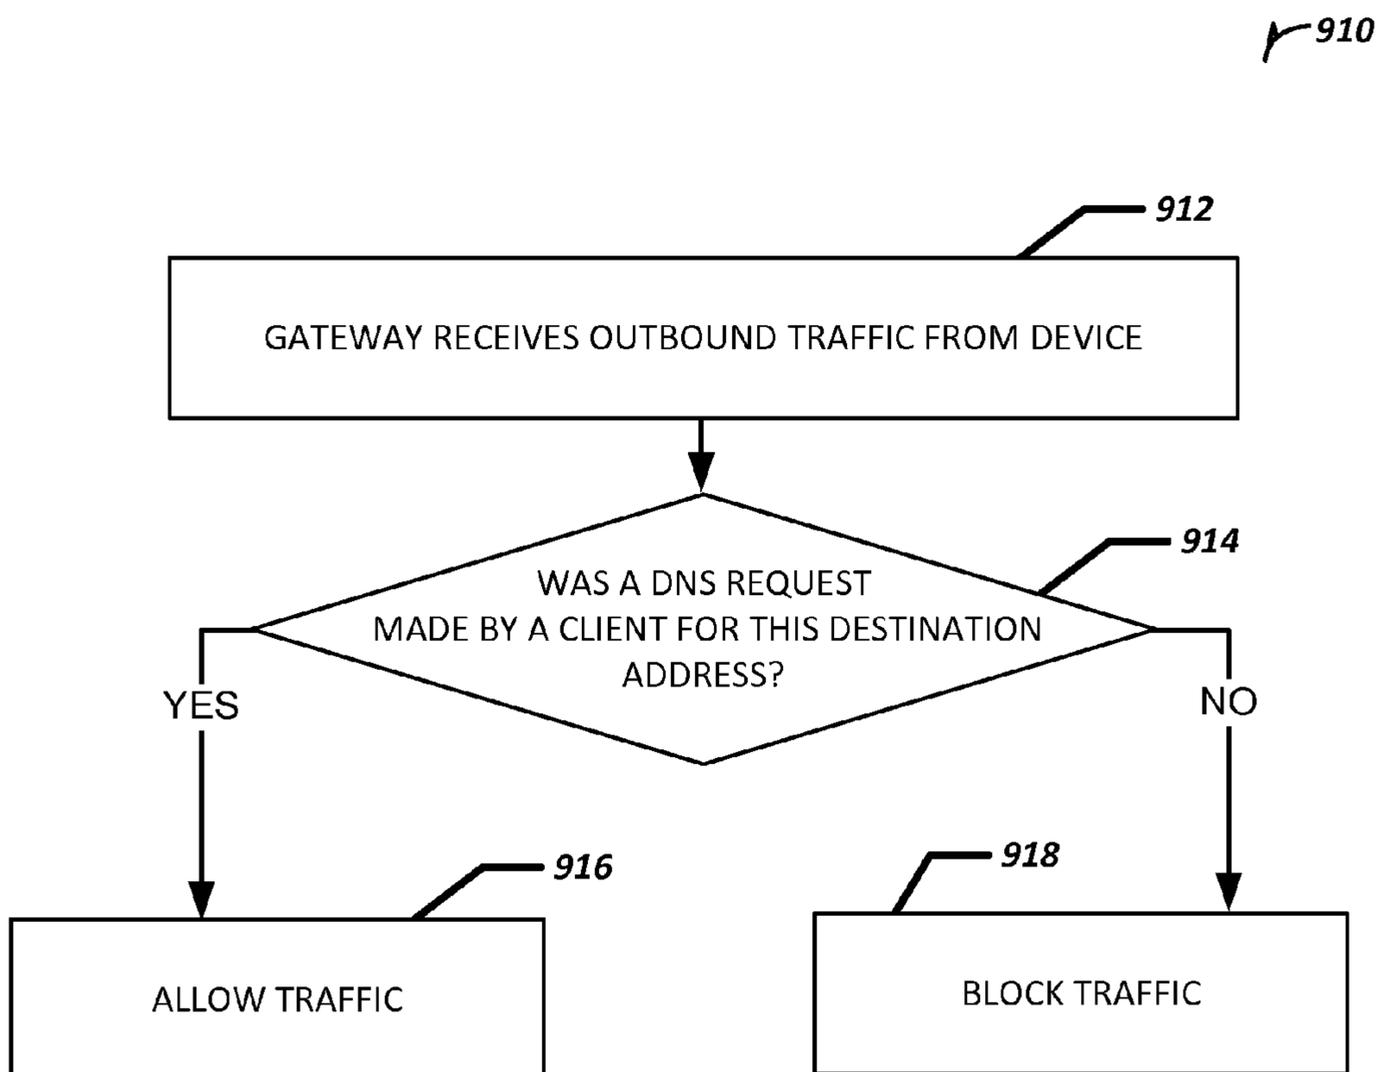 910
912
GATEWAY RECEIVES OUTBOUND TRAFFIC FROM DEVICE
914
WAS A DNS REQUEST
MADE BY A CLIENT FOR THIS DESTINATION
ADDRESS?
YES
NO
916
918
ALLOW TRAFFIC
BLOCK TRAFFIC